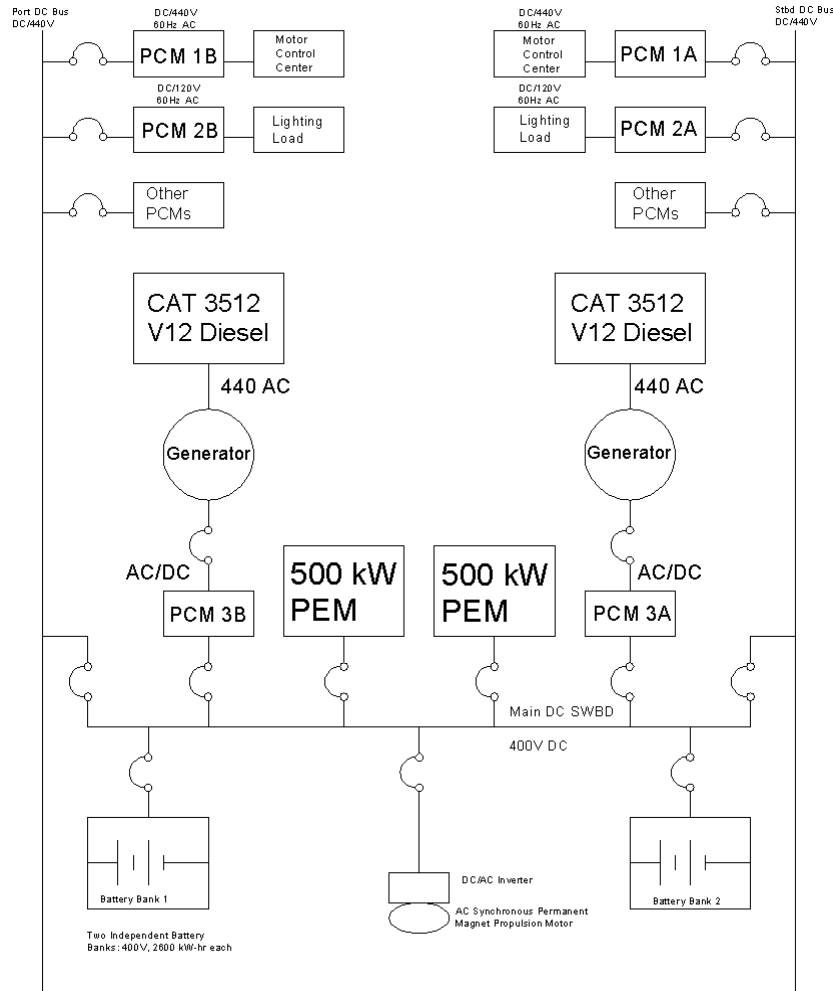 Port DC Bus
DC/440V
DC/440V
60Hz AC
PCM 1B
Motor
Control
Center
DC/440V
60Hz AC
Motor
Control
Center
PCM 1A
Stbd DC Bus
DC/440V
DC/120V
60Hz AC
PCM 2B
Lighting
Load
DC/120V
60Hz AC
Lighting
Load
PCM 2A
Other
PCMs
Other
PCMs
CAT 3512
V12 Diesel
CAT 3512
V12 Diesel
440 AC
440 AC
Generator
Generator
AC/DC
PCM 3B
500 kW
PEM
500 kW
PEM
AC/DC
PCM 3A
Main DC SWBD
400V DC
Battery Bank 1
DC/AC Inverter
AC Synchronous Permanent
Magnet Propulsion Motor
Battery Bank 2
Two Independent Battery
Banks: 400V, 2600 kW-hr each